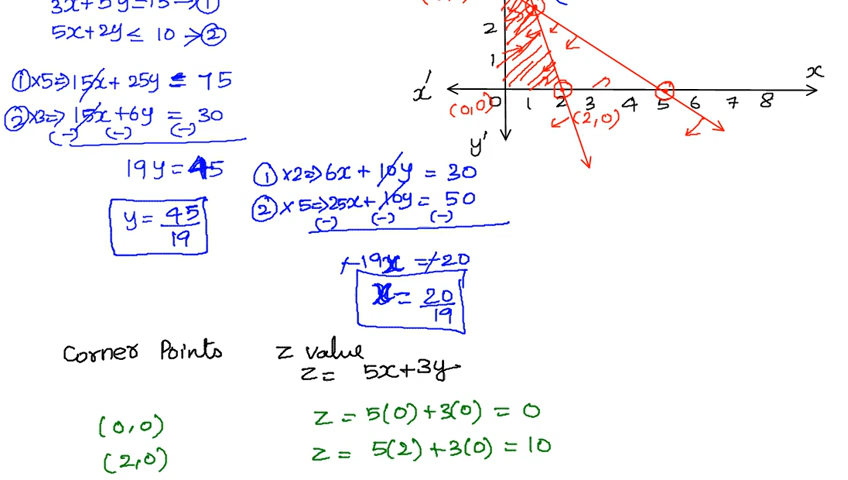 3x+5y=15→①
5x+2y≤ 10 →②
①×5⇒ 15x+ 25y = 75
②×3⇒ 15x+6y = 30
(-) (-) (-)
19y = 45
y = 45/19
①×2⇒ 6x+ 10y = 30
②×5⇒ 25x+10y = 50
(-) (-) (-)
-19x = -20
x = 20/19
2
1
x' 0 1 2 3 4 5 6 7 8 x
(0,0) (2,0)
y'
Corner Points Z value
Z= 5x+3y
(0,0) Z = 5(0)+3(0) = 0
(2,0) Z = 5(2)+3(0) = 10